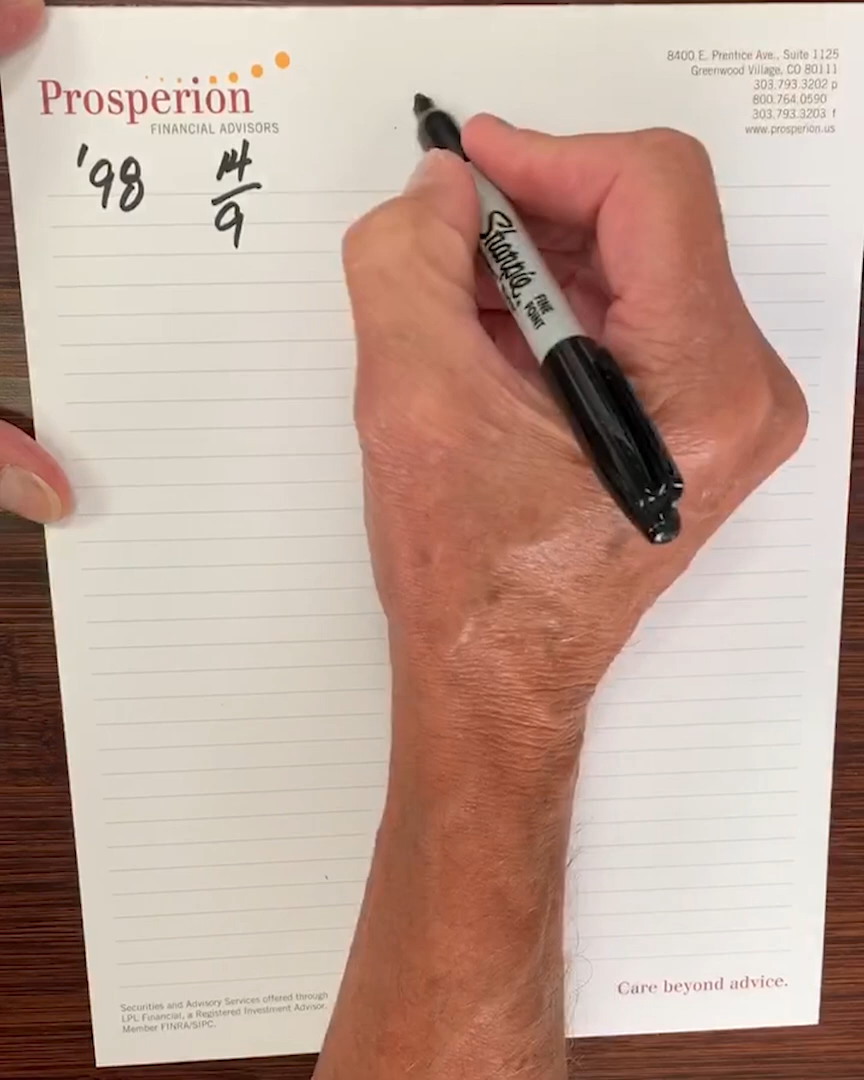 Prosperion
FINANCIAL ADVISORS
8400 E. Prentice Ave., Suite 1125
Greenwood Village, CO 80111
303.793.3202 p
800.764.0590
303.793.3203 f
www.prosperion.us
'98 14/9
Sharpie
FINE
POINT
Securities and Advisory Services offered through
LPL Financial, a Registered Investment Advisor.
Member FINRA/SIPC.
Care beyond advice.